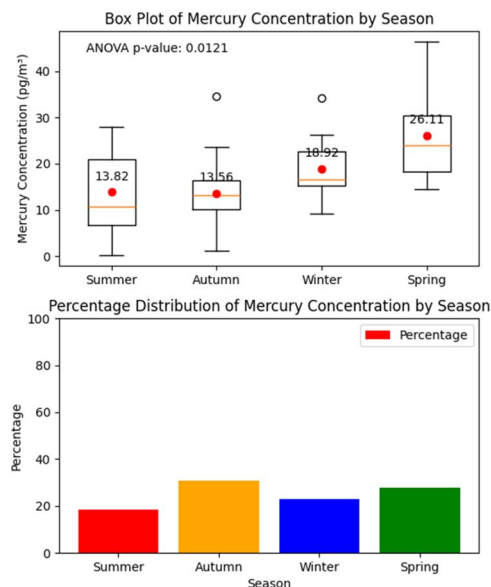 Box Plot of Mercury Concentration by Season
ANOVA p-value: 0.0121
Mercury Concentration (pg/m³)
40
30
20
10
0
13.82
13.56
18.92
26.11
Summer
Autumn
Winter
Spring
Percentage Distribution of Mercury Concentration by Season
Percentage
Percentage
100
80
60
40
20
0
Summer
Autumn
Winter
Spring
Season